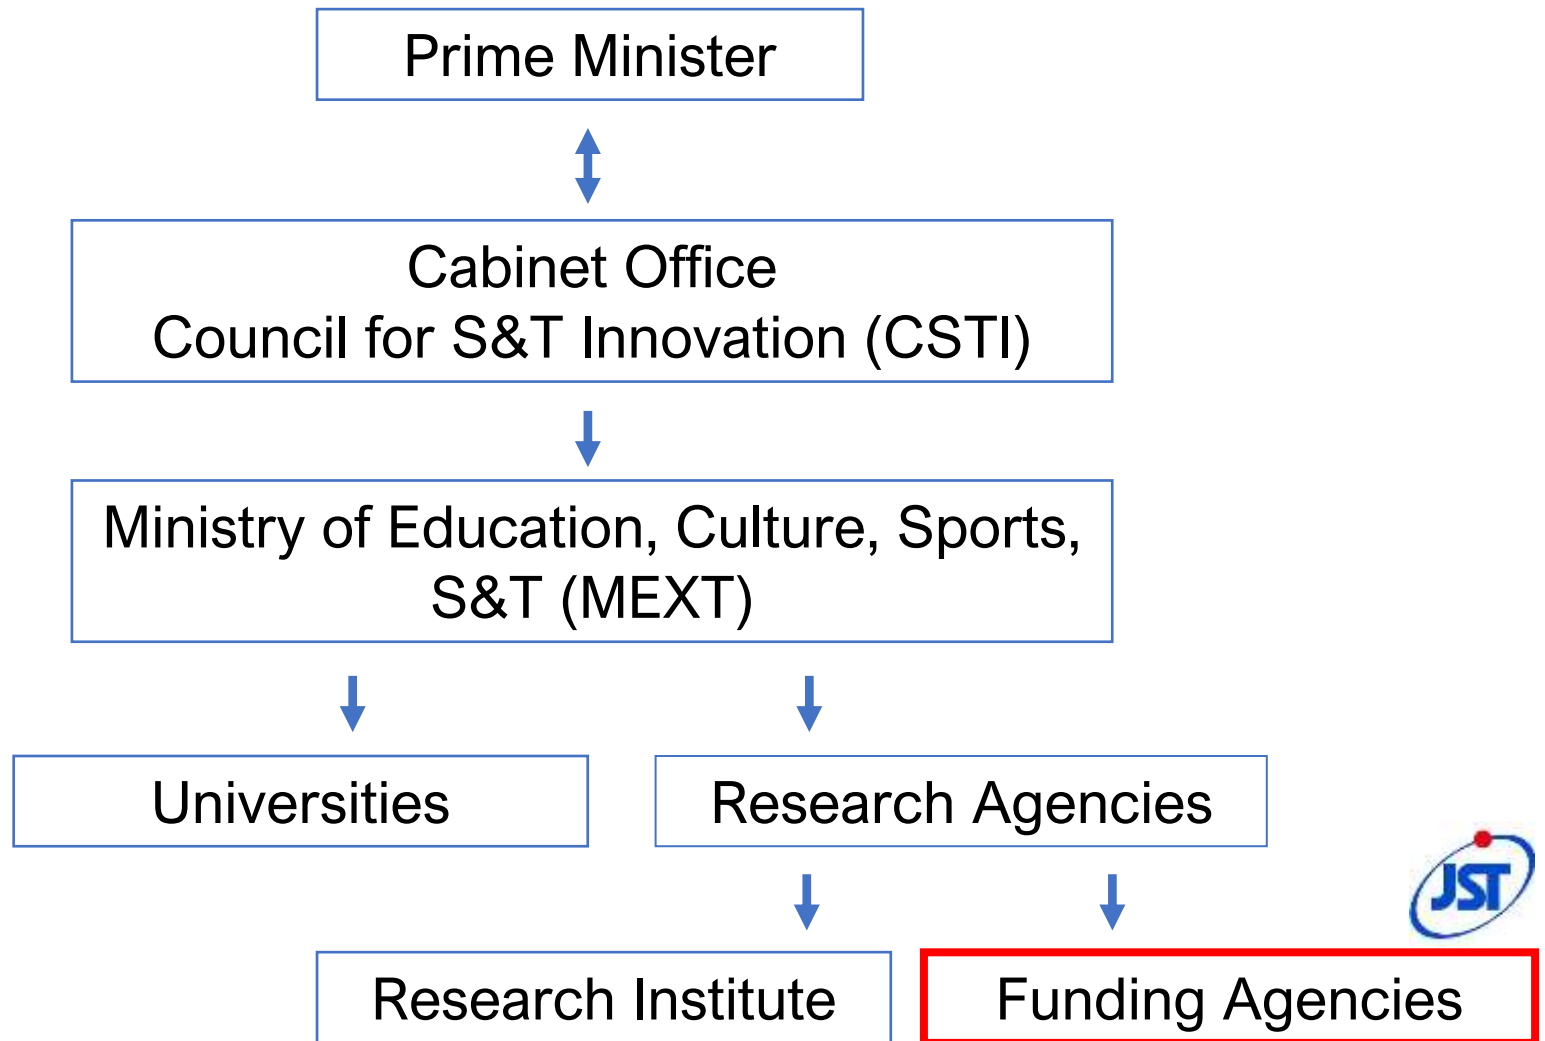 Prime Minister
Cabinet Office
Council for S&T Innovation (CSTI)
Ministry of Education, Culture, Sports,
S&T (MEXT)
Universities
Research Agencies
JST
Research Institute
Funding Agencies